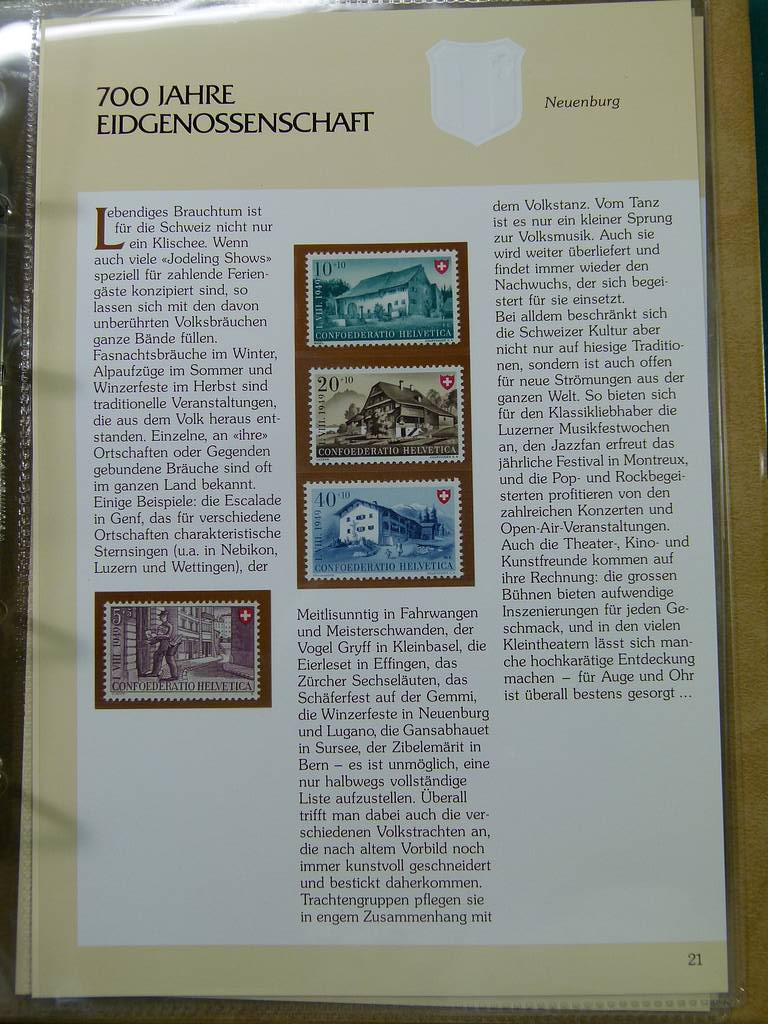 700 JAHRE
EIDGENOSSENSCHAFT
Neuenburg
Lebendiges Brauchtum ist
für die Schweiz nicht nur
ein Klischee. Wenn
auch viele «Jodeling Shows»
speziell für zahlende Ferien-
gäste konzipiert sind, so
lassen sich mit den davon
unberührten Volksbräuchen
ganze Bände füllen.
Fasnachtsbräuche im Winter,
Alpaufzüge im Sommer und
Winzerfeste im Herbst sind
traditionelle Veranstaltungen,
die aus dem Volk heraus ent-
standen. Einzelne, an «ihre»
Ortschaften oder Gegenden
gebundene Bräuche sind oft
im ganzen Land bekannt.
Einige Beispiele: die Escalade
in Genf, das für verschiedene
Ortschaften charakteristische
Sternsingen (u.a. in Nebikon,
Luzern und Wettingen), der
5+5
I. VIII. 1949
CONFOEDERATIO HELVETICA
10+10
I. VIII. 1949
CONFOEDERATIO HELVETICA
20+10
I. VIII. 1949
CONFOEDERATIO HELVETICA
40+10
I. VIII. 1949
CONFOEDERATIO HELVETICA
Meitlisunntig in Fahrwangen
und Meisterschwanden, der
Vogel Gryff in Kleinbasel, die
Eierleset in Effingen, das
Zürcher Sechseläuten, das
Schäferfest auf der Gemmi,
die Winzerfeste in Neuenburg
und Lugano, die Gansabhauet
in Sursee, der Zibelemärit in
Bern – es ist unmöglich, eine
nur halbwegs vollständige
Liste aufzustellen. Überall
trifft man dabei auch die ver-
schiedenen Volkstrachten an,
die nach altem Vorbild noch
immer kunstvoll geschneidert
und bestickt daherkommen.
Trachtengruppen pflegen sie
in engem Zusammenhang mit
dem Volkstanz. Vom Tanz
ist es nur ein kleiner Sprung
zur Volksmusik. Auch sie
wird weiter überliefert und
findet immer wieder den
Nachwuchs, der sich begei-
stert für sie einsetzt.
Bei alldem beschränkt sich
die Schweizer Kultur aber
nicht nur auf hiesige Traditio-
nen, sondern ist auch offen
für neue Strömungen aus der
ganzen Welt. So bieten sich
für den Klassikliebhaber die
Luzerner Musikfestwochen
an, den Jazzfan erfreut das
jährliche Festival in Montreux,
und die Pop- und Rockbegei-
sterten profitieren von den
zahlreichen Konzerten und
Open-Air-Veranstaltungen.
Auch die Theater-, Kino- und
Kunstfreunde kommen auf
ihre Rechnung: die grossen
Bühnen bieten aufwendige
Inszenierungen für jeden Ge-
schmack, und in den vielen
Kleintheatern lässt sich man-
che hochkarätige Entdeckung
machen – für Auge und Ohr
ist überall bestens gesorgt ...
21